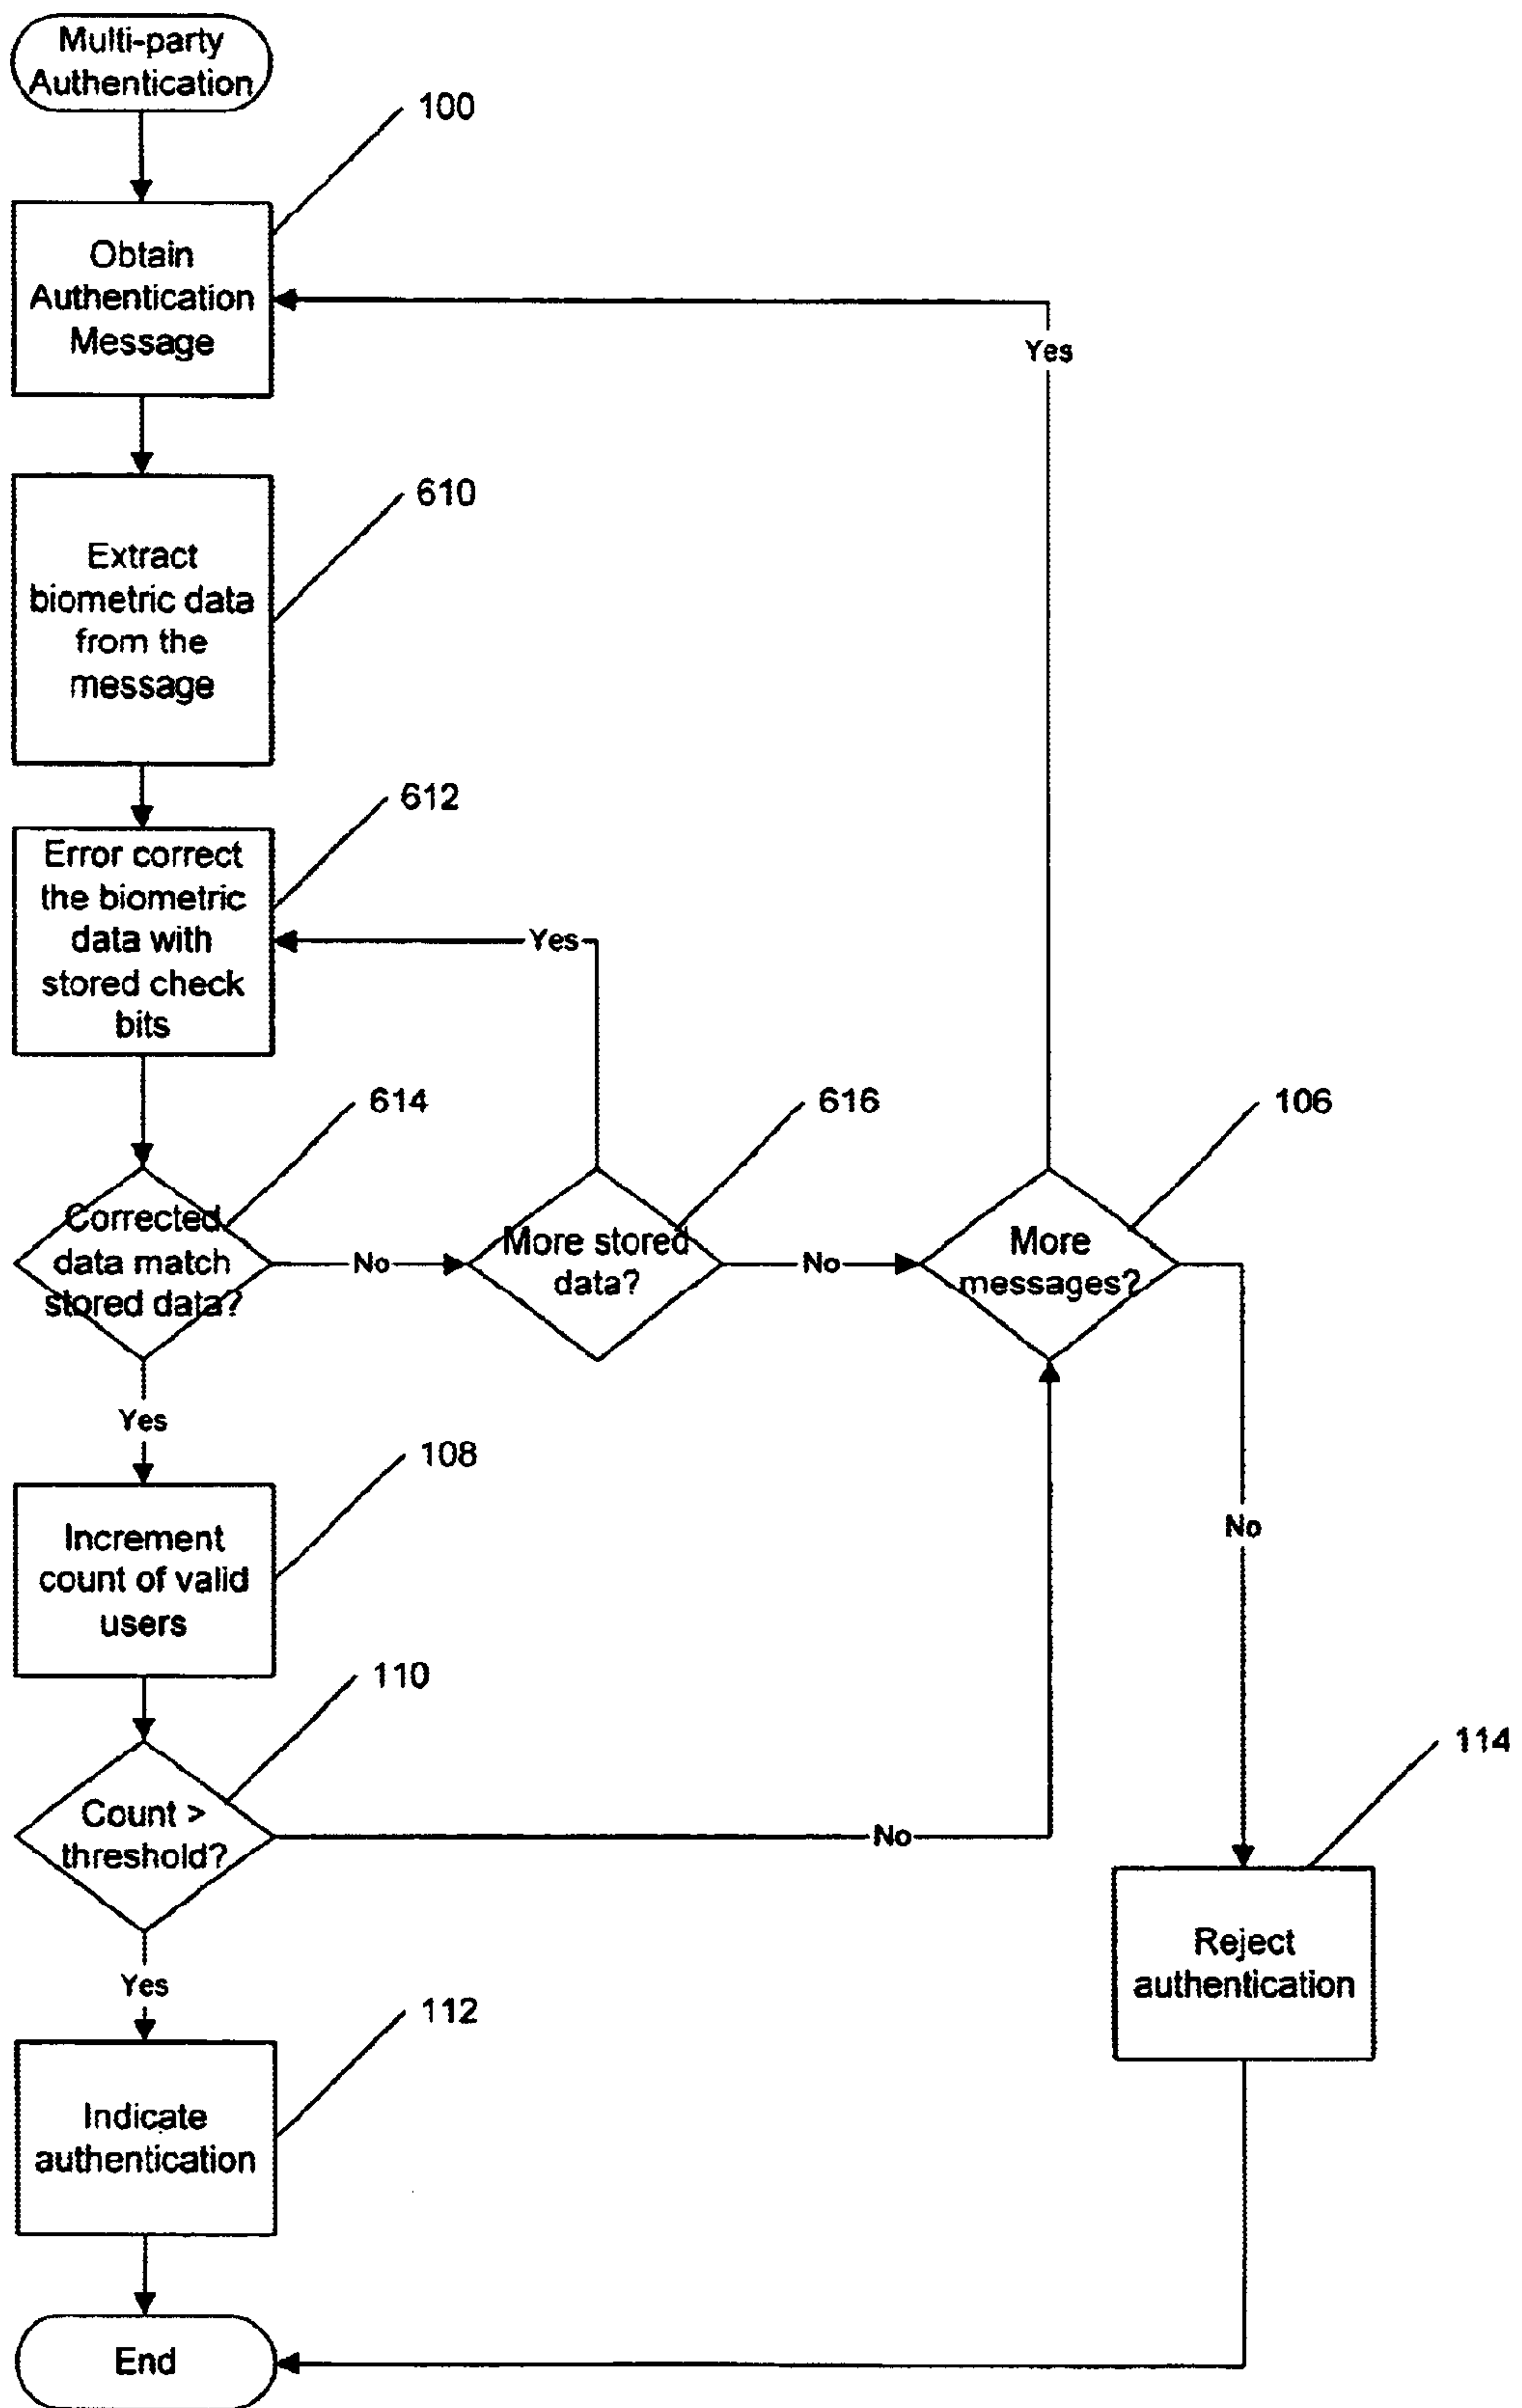 Multi-party
Authentication
100
Obtain
Authentication
Message
Yes
610
Extract
biometric data
from the
message
612
Error correct
the biometric
data with
stored check
bits
Yes
614
616
106
Corrected
data match
stored data?
No
More stored
data?
No
More
messages?
Yes
108
No
Increment
count of valid
users
110
114
Count >
threshold?
No
Reject
authentication
Yes
112
Indicate
authentication
End